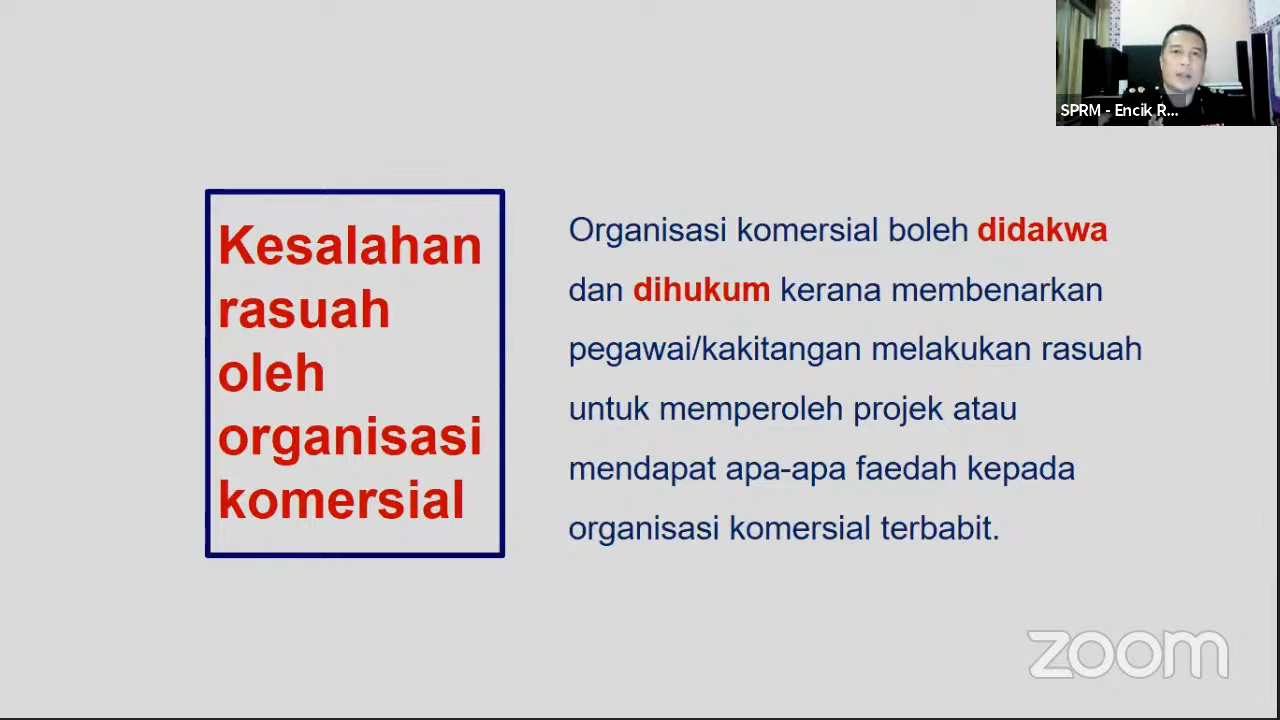 SPRM - Encik R...
Kesalahan
rasuah
oleh
organisasi
komersial
Organisasi komersial boleh didakwa
dan dihukum kerana membenarkan
pegawai/kakitangan melakukan rasuah
untuk memperoleh projek atau
mendapat apa-apa faedah kepada
organisasi komersial terbabit.
zoom